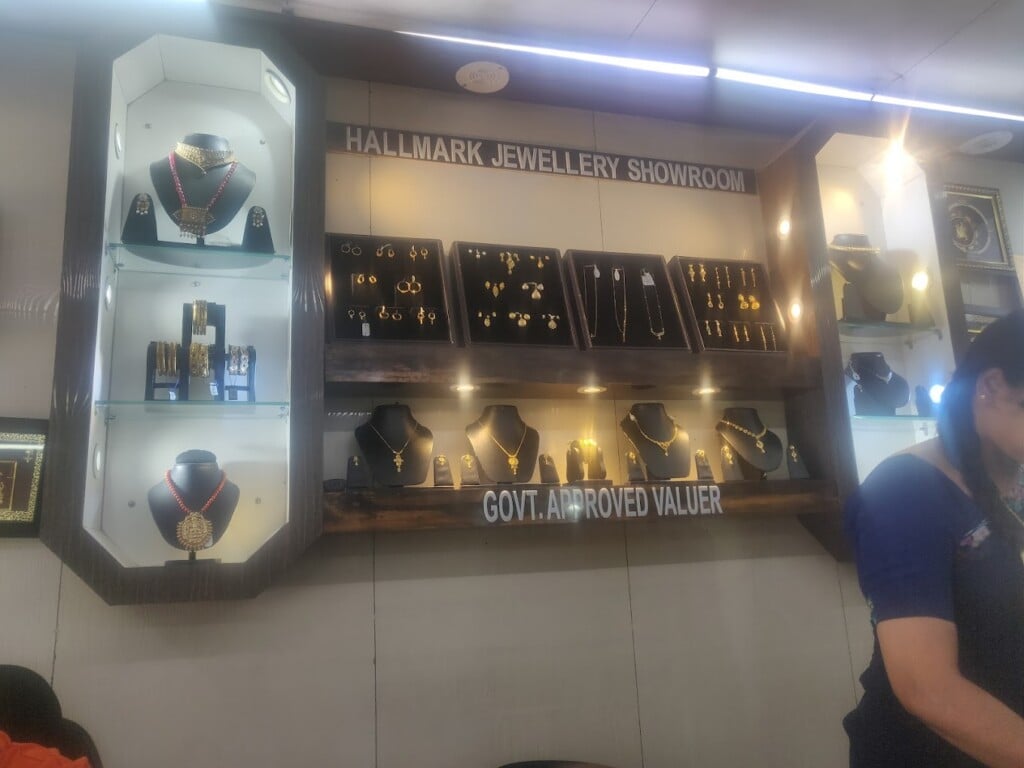 HALLMARK JEWELLERY SHOWROOM
GOVT. APPROVED VALUER